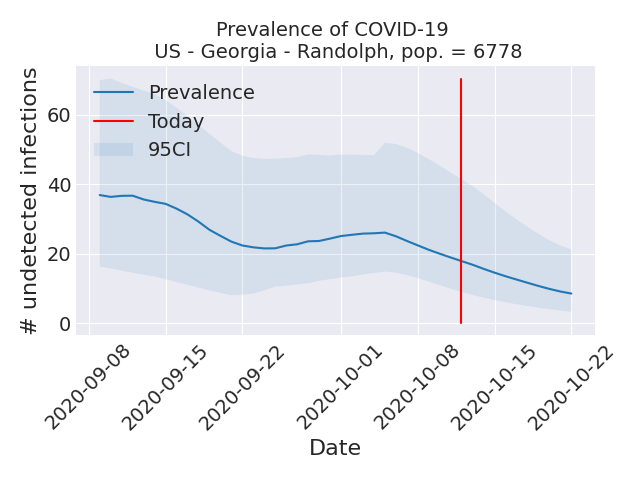 Prevalence of COVID-19
US - Georgia - Randolph, pop. = 6778
# undetected infections
60
40
20
0
Prevalence
Today
95CI
2020-09-08
2020-09-15
2020-09-22
2020-10-01
2020-10-08
2020-10-15
2020-10-22
Date